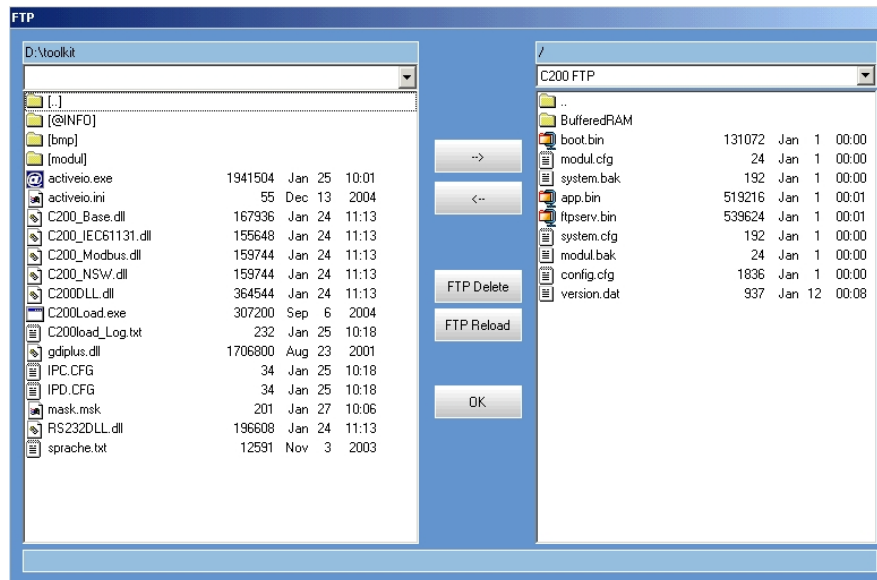 FTP
D:\toolkit
[..]
[@INFO]
[bmp]
[modul]
activeio.exe 1941504 Jan 25 10:01
activeio.ini 55 Dec 13 2004
C200_Base.dll 167936 Jan 24 11:13
C200_IEC61131.dll 155648 Jan 24 11:13
C200_Modbus.dll 159744 Jan 24 11:13
C200_NSW.dll 159744 Jan 24 11:13
C200DLL.dll 364544 Jan 24 11:13
C200Load.exe 307200 Sep 6 2004
C200load_Log.txt 232 Jan 25 10:18
gdiplus.dll 1706800 Aug 23 2001
IPC.CFG 34 Jan 25 10:18
IPD.CFG 34 Jan 25 10:18
mask.msk 201 Jan 27 10:06
RS232DLL.dll 196608 Jan 24 11:13
sprache.txt 12591 Nov 3 2003
-->
<--
FTP Delete
FTP Reload
OK
/
C200 FTP
..
BufferedRAM
boot.bin 131072 Jan 1 00:00
modul.cfg 24 Jan 1 00:00
system.bak 192 Jan 1 00:00
app.bin 519216 Jan 1 00:01
ftpserv.bin 539624 Jan 1 00:01
system.cfg 192 Jan 1 00:00
modul.bak 24 Jan 1 00:00
config.cfg 1836 Jan 1 00:00
version.dat 937 Jan 12 00:08